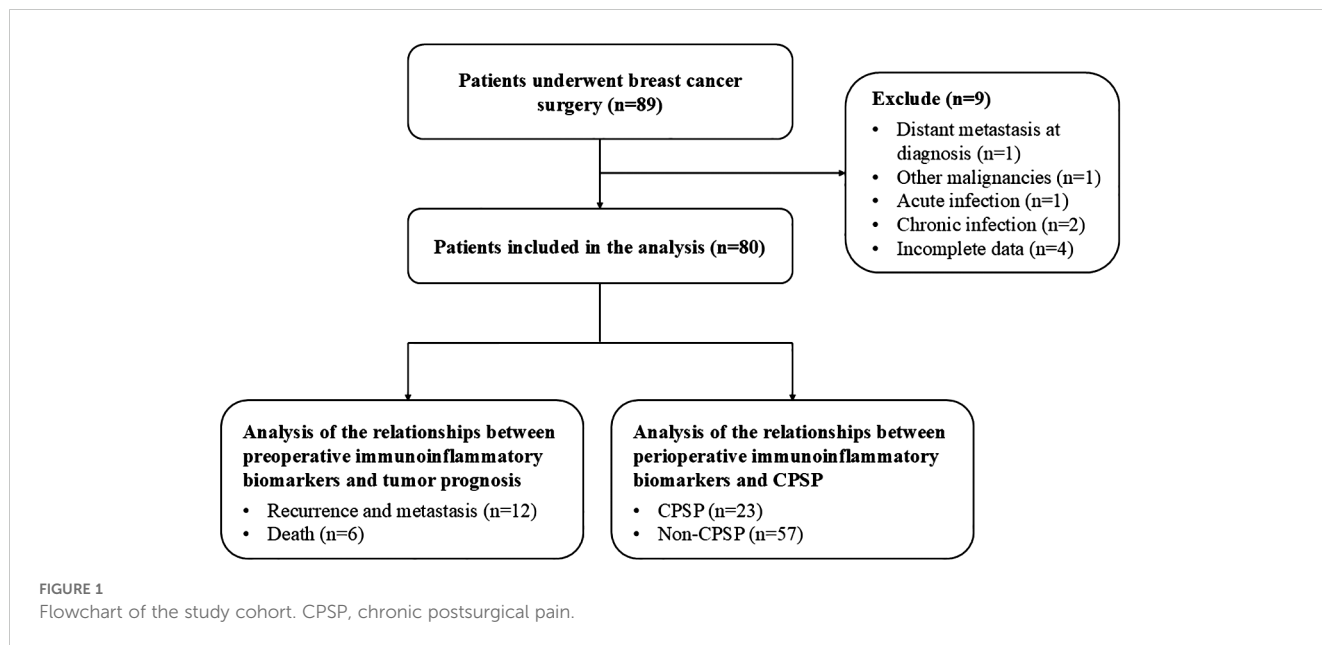 Patients underwent breast cancer
surgery (n=89)
Exclude (n=9)
• Distant metastasis at
diagnosis (n=1)
• Other malignancies (n=1)
• Acute infection (n=1)
• Chronic infection (n=2)
• Incomplete data (n=4)
Patients included in the analysis (n=80)
Analysis of the relationships between
preoperative immunoinflammatory
biomarkers and tumor prognosis
• Recurrence and metastasis (n=12)
• Death (n=6)
Analysis of the relationships between
perioperative immunoinflammatory
biomarkers and CPSP
• CPSP (n=23)
• Non-CPSP (n=57)
FIGURE 1
Flowchart of the study cohort. CPSP, chronic postsurgical pain.